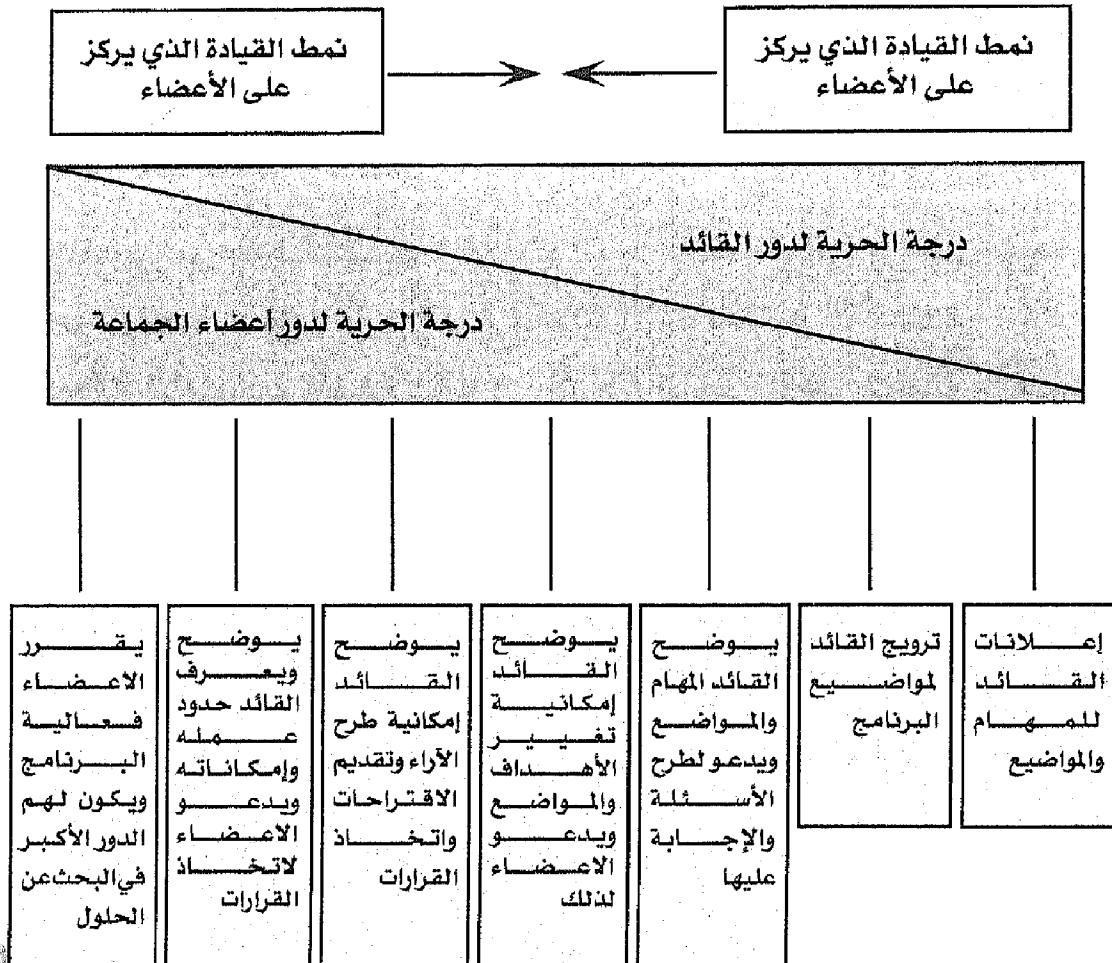 نمط القيادة الذي يركز
على الأعضاء
نمط القيادة الذي يركز
على الأعضاء
درجة الحرية لدور القائد
درجة الحرية لدور أعضاء الجماعة
إعلانات
القائد
للمهام
والمواضيع
ترويج القائد
لمواضيع
البرنامج
يوضح
القائد المهام
والمواضع
ويدعو لطرح
الأسئلة
والإجابة
عليها
يوضح
القائد
إمكانية
تغيير
الأهداف
والمواضع
ويدعو
الاعضاء
لذلك
يوضح
القائد
إمكانية طرح
الآراء وتقديم
الاقتراحات
واتخاذ
القرارات
يوضح
ويعرف
القائد حدود
عمله
وإمكاناته
ويدعو
الاعضاء
لاتخاذ
القرارات
يقرر
الاعضاء
فعالية
البرنامج
ويكون لهم
الدور الأكبر
في البحث عن
الحلول